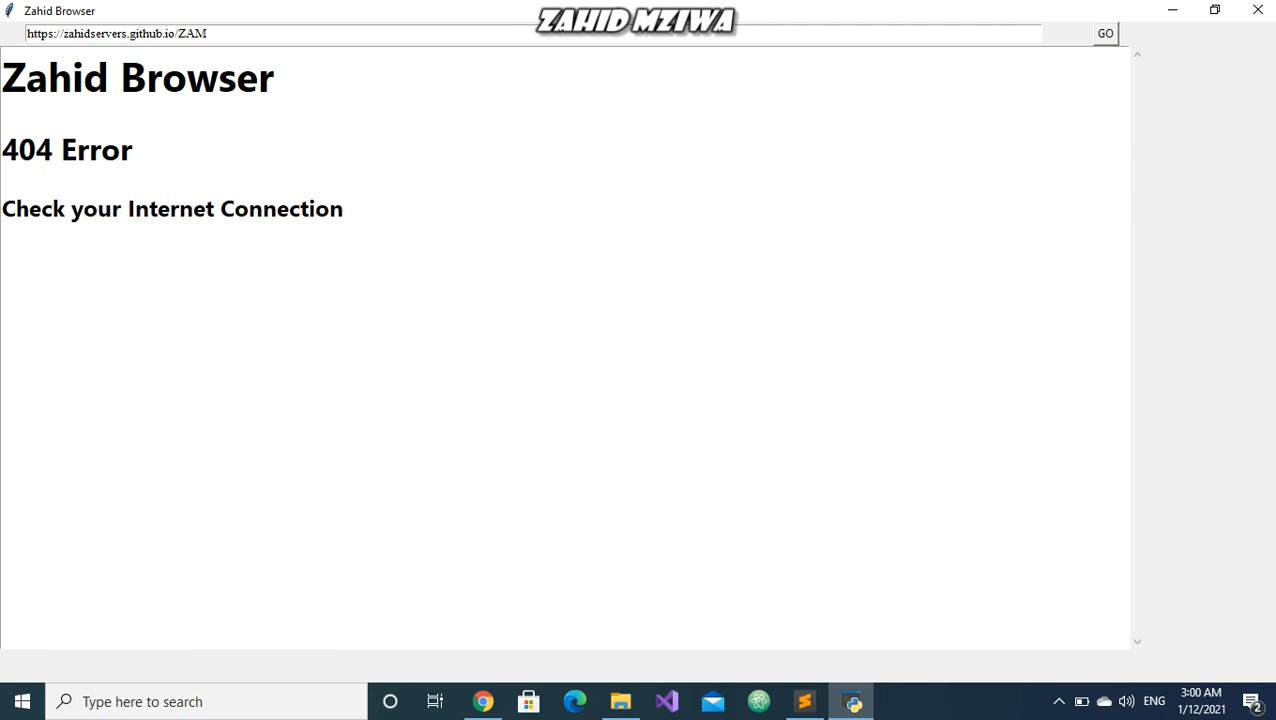 Zahid Browser
ZAHID MZIWA
https://zahidservers.github.io/ZAM
GO
Zahid Browser
404 Error
Check your Internet Connection
Type here to search
ENG
3:00 AM
1/12/2021
2